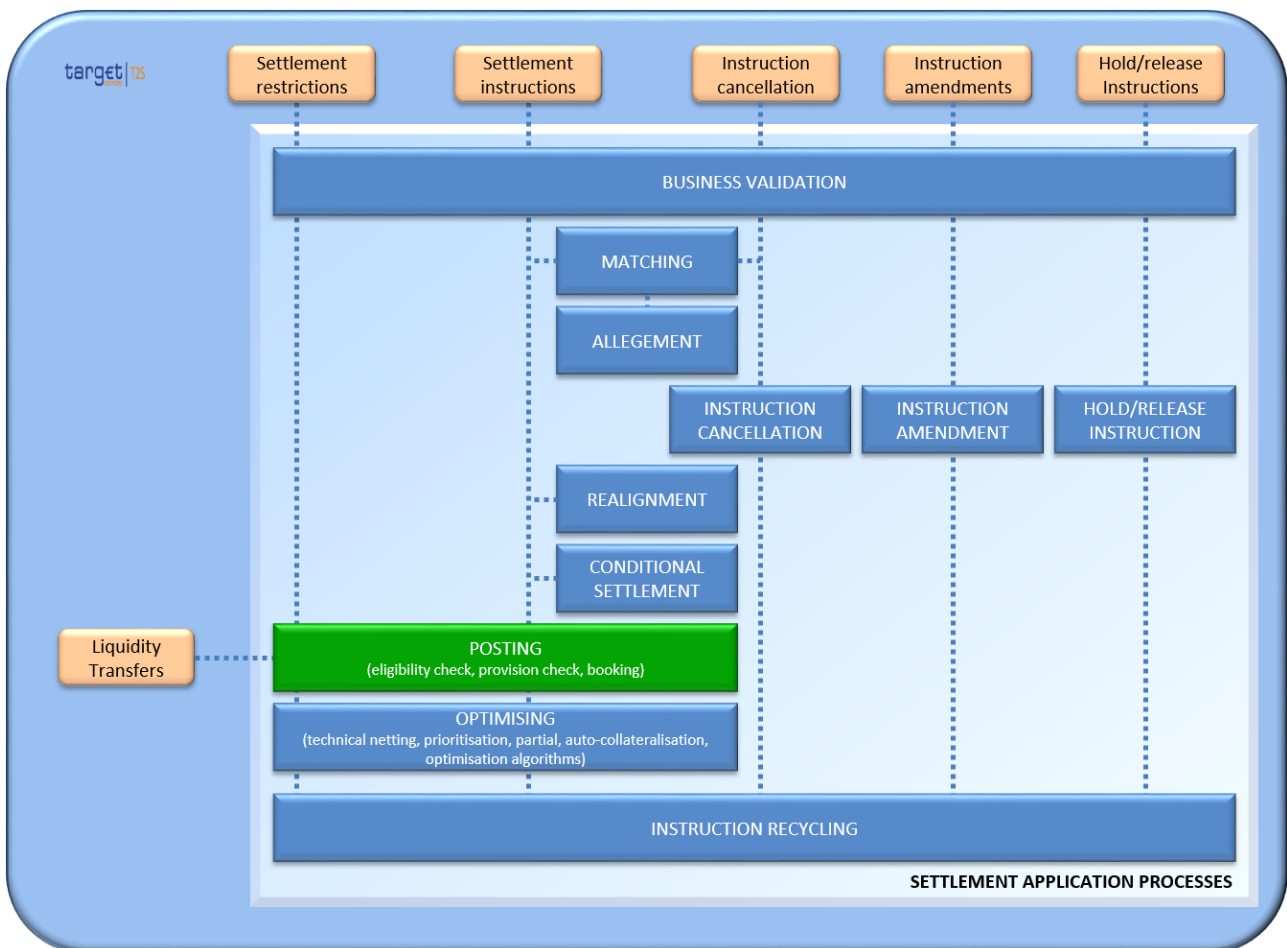 target | T2S
Settlement
restrictions
Settlement
instructions
Instruction
cancellation
Instruction
amendments
Hold/release
Instructions
BUSINESS VALIDATION
MATCHING
ALLEGEMENT
INSTRUCTION
CANCELLATION
INSTRUCTION
AMENDMENT
HOLD/RELEASE
INSTRUCTION
REALIGNMENT
CONDITIONAL
SETTLEMENT
Liquidity
Transfers
POSTING
(eligibility check, provision check, booking)
OPTIMISING
(technical netting, prioritisation, partial, auto-collateralisation,
optimisation algorithms)
INSTRUCTION RECYCLING
SETTLEMENT APPLICATION PROCESSES